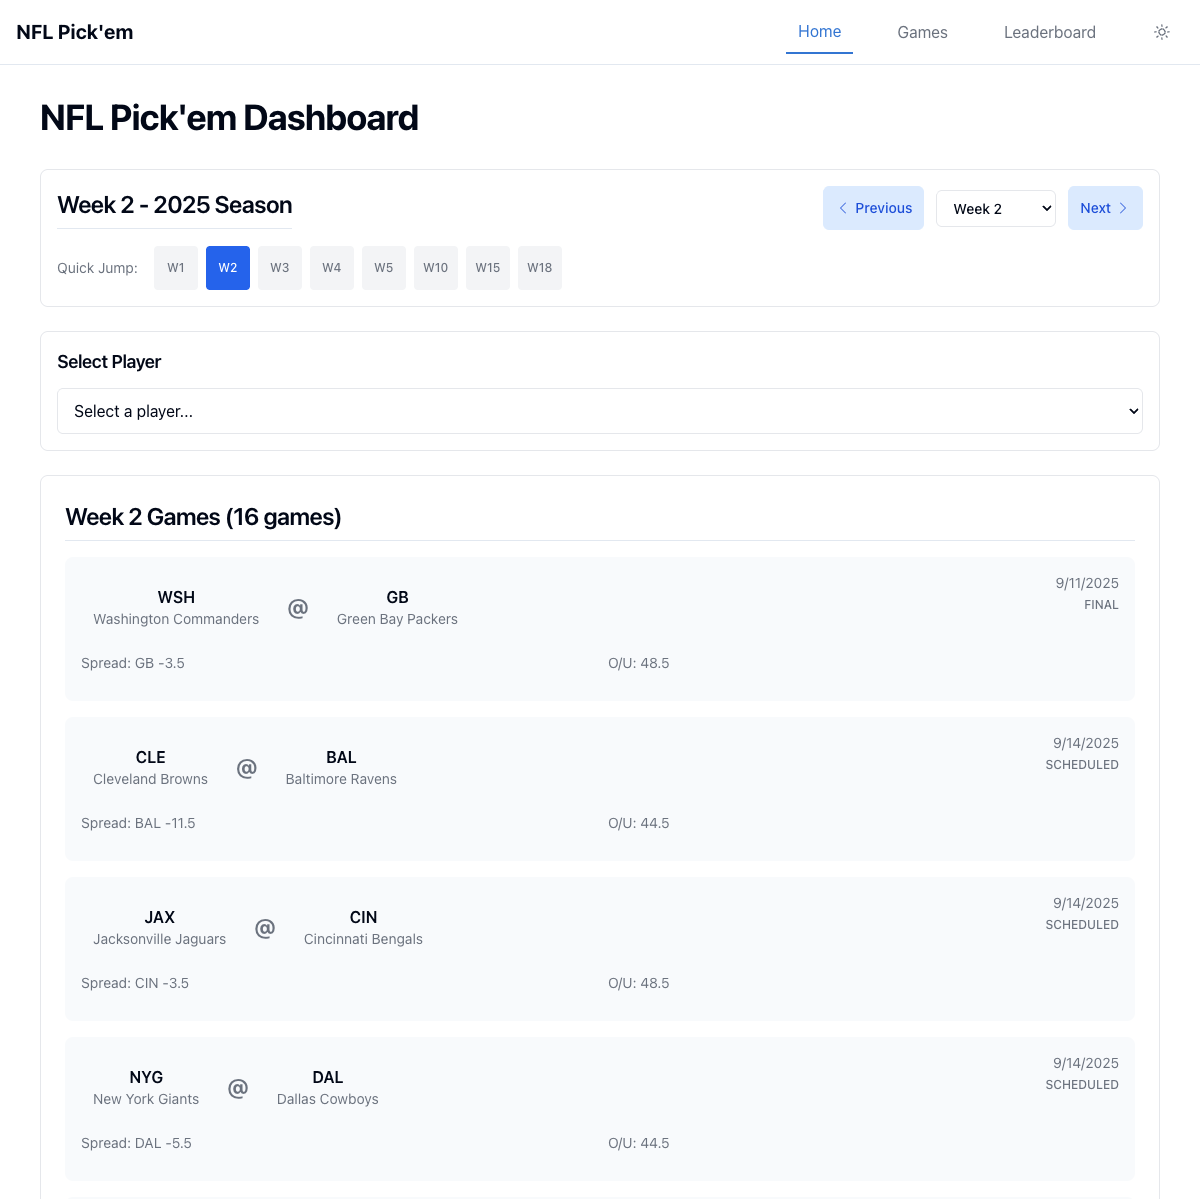 NFL Pick'em
Home
Games
Leaderboard
NFL Pick'em Dashboard
Week 2 - 2025 Season
Previous
Week 2
Next
Quick Jump:
W1
W2
W3
W4
W5
W10
W15
W18
Select Player
Select a player...
Week 2 Games (16 games)
WSH
Washington Commanders
@
GB
Green Bay Packers
9/11/2025
FINAL
Spread: GB -3.5
O/U: 48.5
CLE
Cleveland Browns
@
BAL
Baltimore Ravens
9/14/2025
SCHEDULED
Spread: BAL -11.5
O/U: 44.5
JAX
Jacksonville Jaguars
@
CIN
Cincinnati Bengals
9/14/2025
SCHEDULED
Spread: CIN -3.5
O/U: 48.5
NYG
New York Giants
@
DAL
Dallas Cowboys
9/14/2025
SCHEDULED
Spread: DAL -5.5
O/U: 44.5